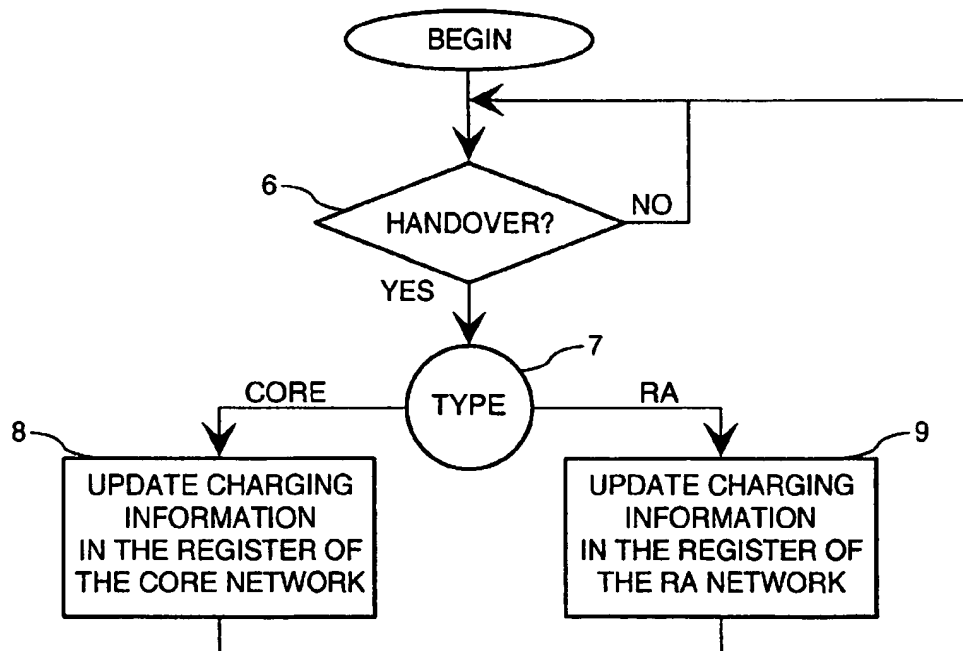 BEGIN
6
HANDOVER?
NO
YES
7
CORE
TYPE
RA
8
9
UPDATE CHARGING
INFORMATION
IN THE REGISTER OF
THE CORE NETWORK
UPDATE CHARGING
INFORMATION
IN THE REGISTER OF
THE RA NETWORK